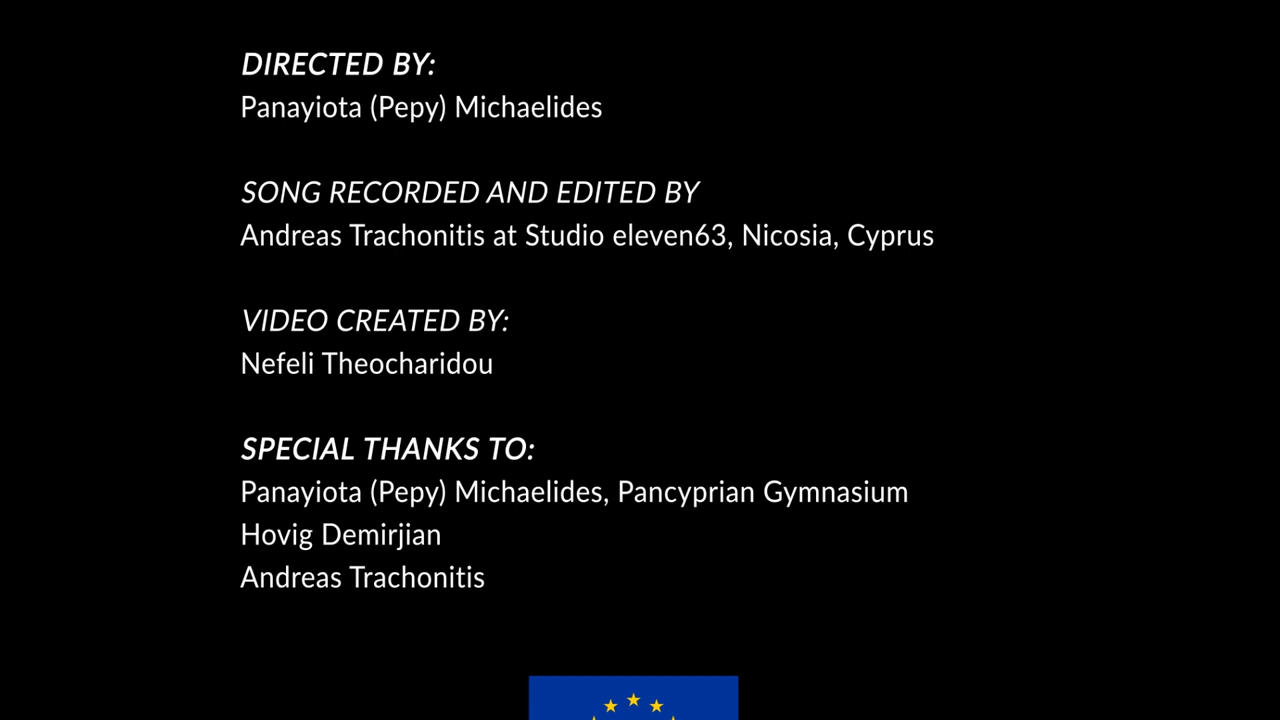 DIRECTED BY:
Panayiota (Pepy) Michaelides
SONG RECORDED AND EDITED BY
Andreas Trachonitis at Studio eleven63, Nicosia, Cyprus
VIDEO CREATED BY:
Nefeli Theocharidou
SPECIAL THANKS TO:
Panayiota (Pepy) Michaelides, Pancyprian Gymnasium
Hovig Demirjian
Andreas Trachonitis